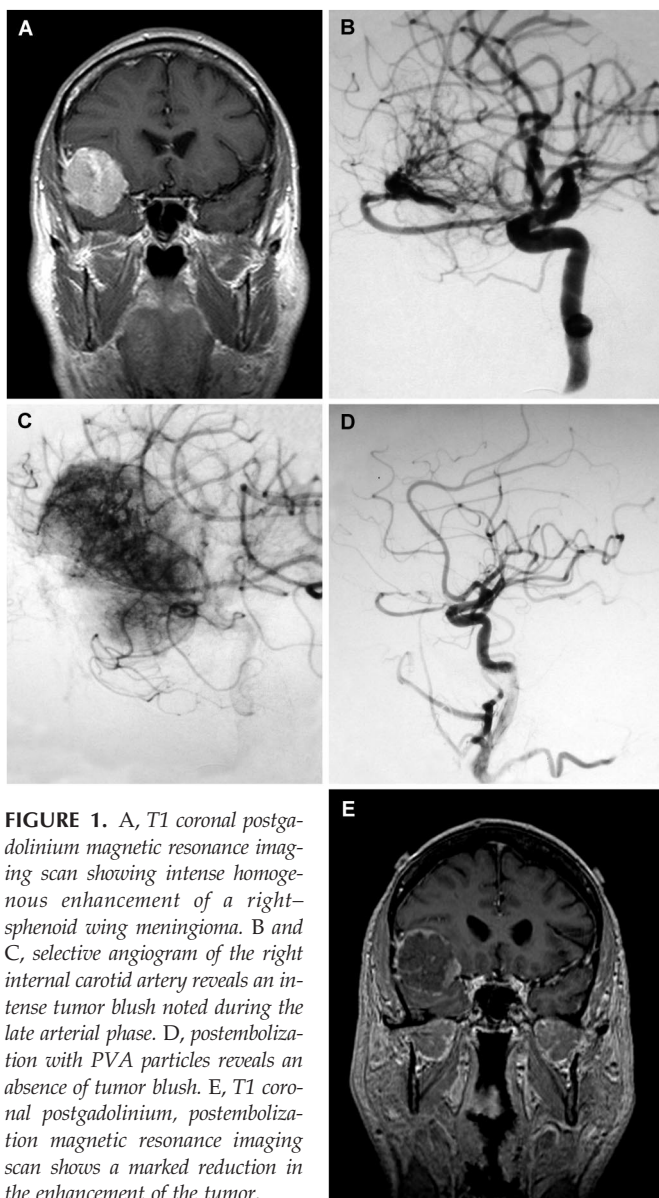 A
B
C
D
FIGURE 1. A, T1 coronal postga-
dolinium magnetic resonance imag-
ing scan showing intense homoge-
nous enhancement of a right–
sphenoid wing meningioma. B and
C, selective angiogram of the right
internal carotid artery reveals an in-
tense tumor blush noted during the
late arterial phase. D, postemboliza-
tion with PVA particles reveals an
absence of tumor blush. E, T1 coro-
nal postgadolinium, postemboliza-
tion magnetic resonance imaging
scan shows a marked reduction in
the enhancement of the tumor.
E